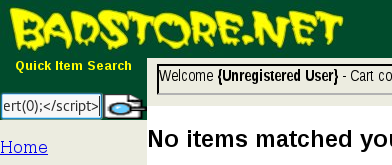 BADSTORE.NET
Quick Item Search
Welcome {Unregistered User} - Cart co
ert(0);</script>
Home
No items matched you